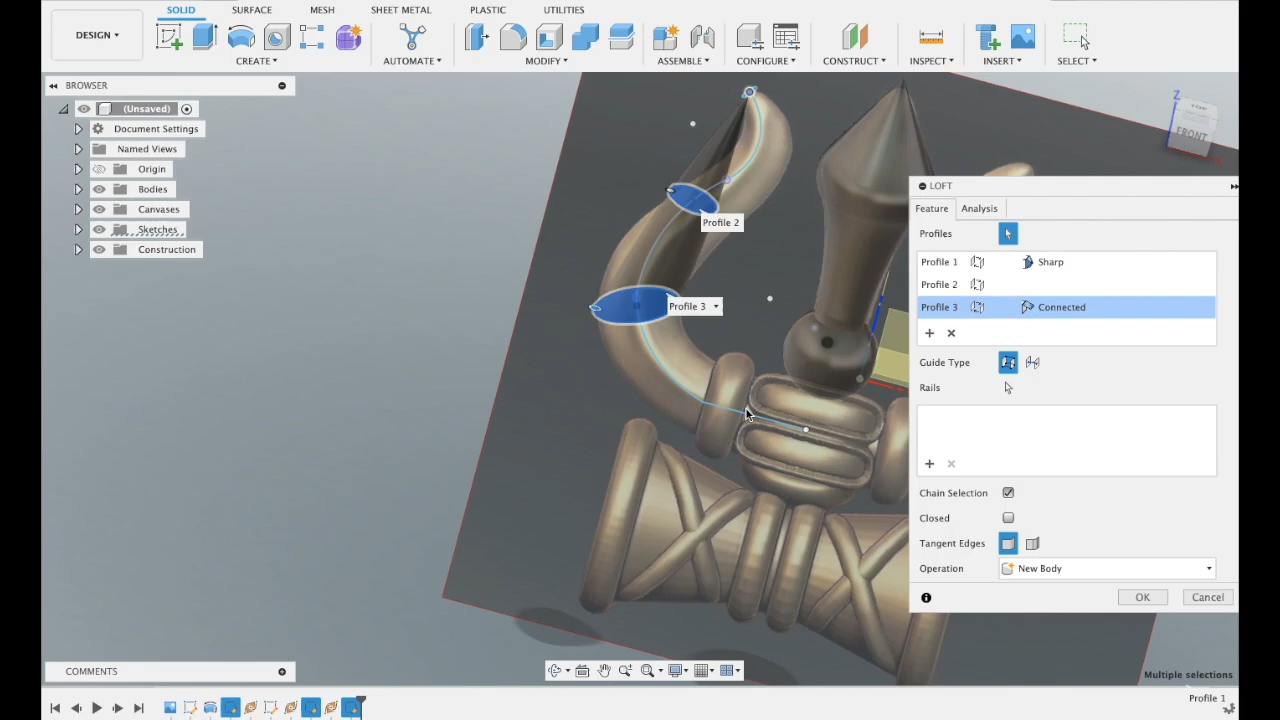 SOLID SURFACE MESH SHEET METAL PLASTIC UTILITIES
DESIGN
CREATE AUTOMATE MODIFY ASSEMBLE CONFIGURE CONSTRUCT INSPECT INSERT SELECT
BROWSER
(Unsaved)
Document Settings
Named Views
Origin
Bodies
Canvases
Sketches
Construction
Z
TOP
FRONT
X
Profile 2
Profile 3
LOFT
Feature Analysis
Profiles
Profile 1 Sharp
Profile 2
Profile 3 Connected
Guide Type
Rails
Chain Selection
Closed
Tangent Edges
Operation New Body
OK Cancel
COMMENTS
Multiple selections
Profile 1